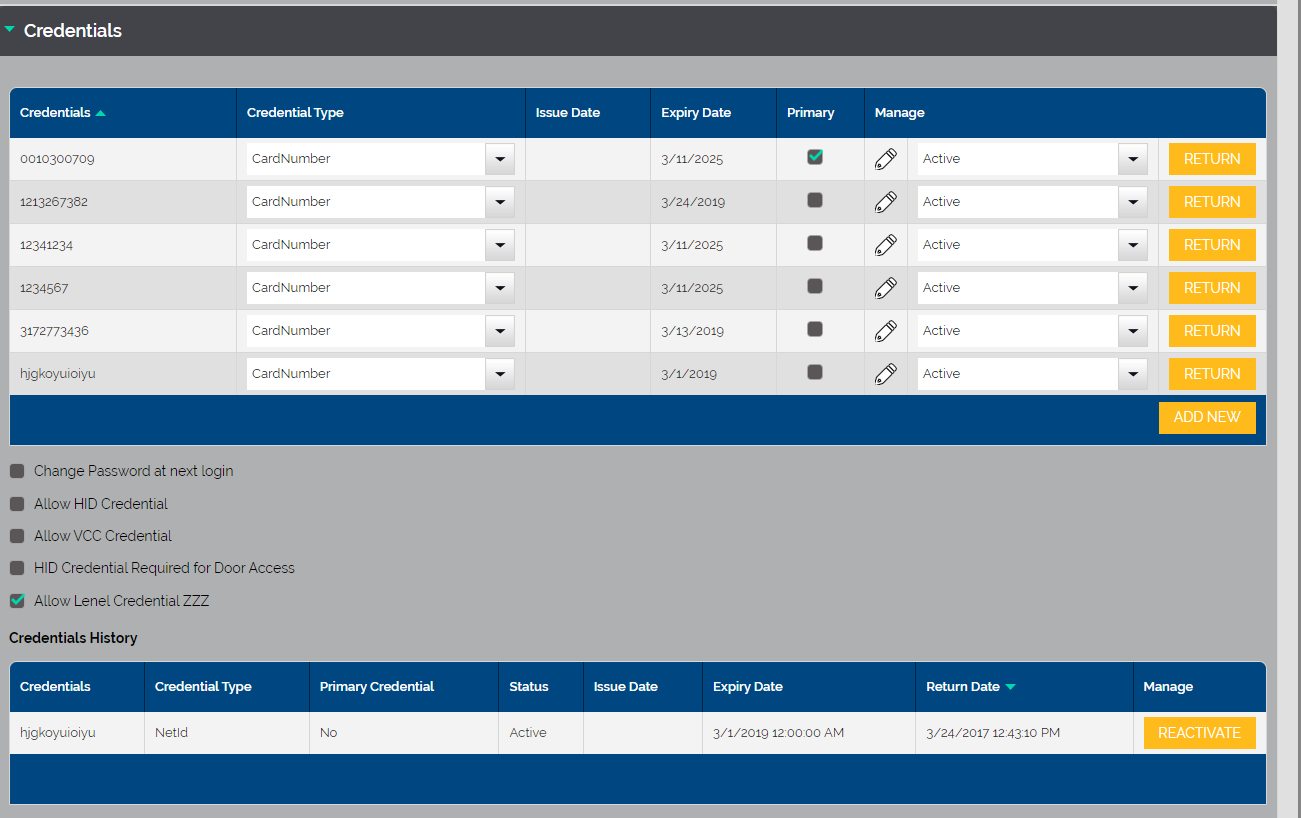 Credentials
Credentials Credential Type Issue Date Expiry Date Primary Manage
0010300709 CardNumber 3/11/2025 Active RETURN
1213267382 CardNumber 3/24/2019 Active RETURN
12341234 CardNumber 3/11/2025 Active RETURN
1234567 CardNumber 3/11/2025 Active RETURN
3172773436 CardNumber 3/13/2019 Active RETURN
hjgkoyuioiyu CardNumber 3/1/2019 Active RETURN
ADD NEW
Change Password at next login
Allow HID Credential
Allow VCC Credential
HID Credential Required for Door Access
Allow Lenel Credential ZZZ
Credentials History
Credentials Credential Type Primary Credential Status Issue Date Expiry Date Return Date Manage
hjgkoyuioiyu NetId No Active 3/1/2019 12:00:00 AM 3/24/2017 12:43:10 PM REACTIVATE